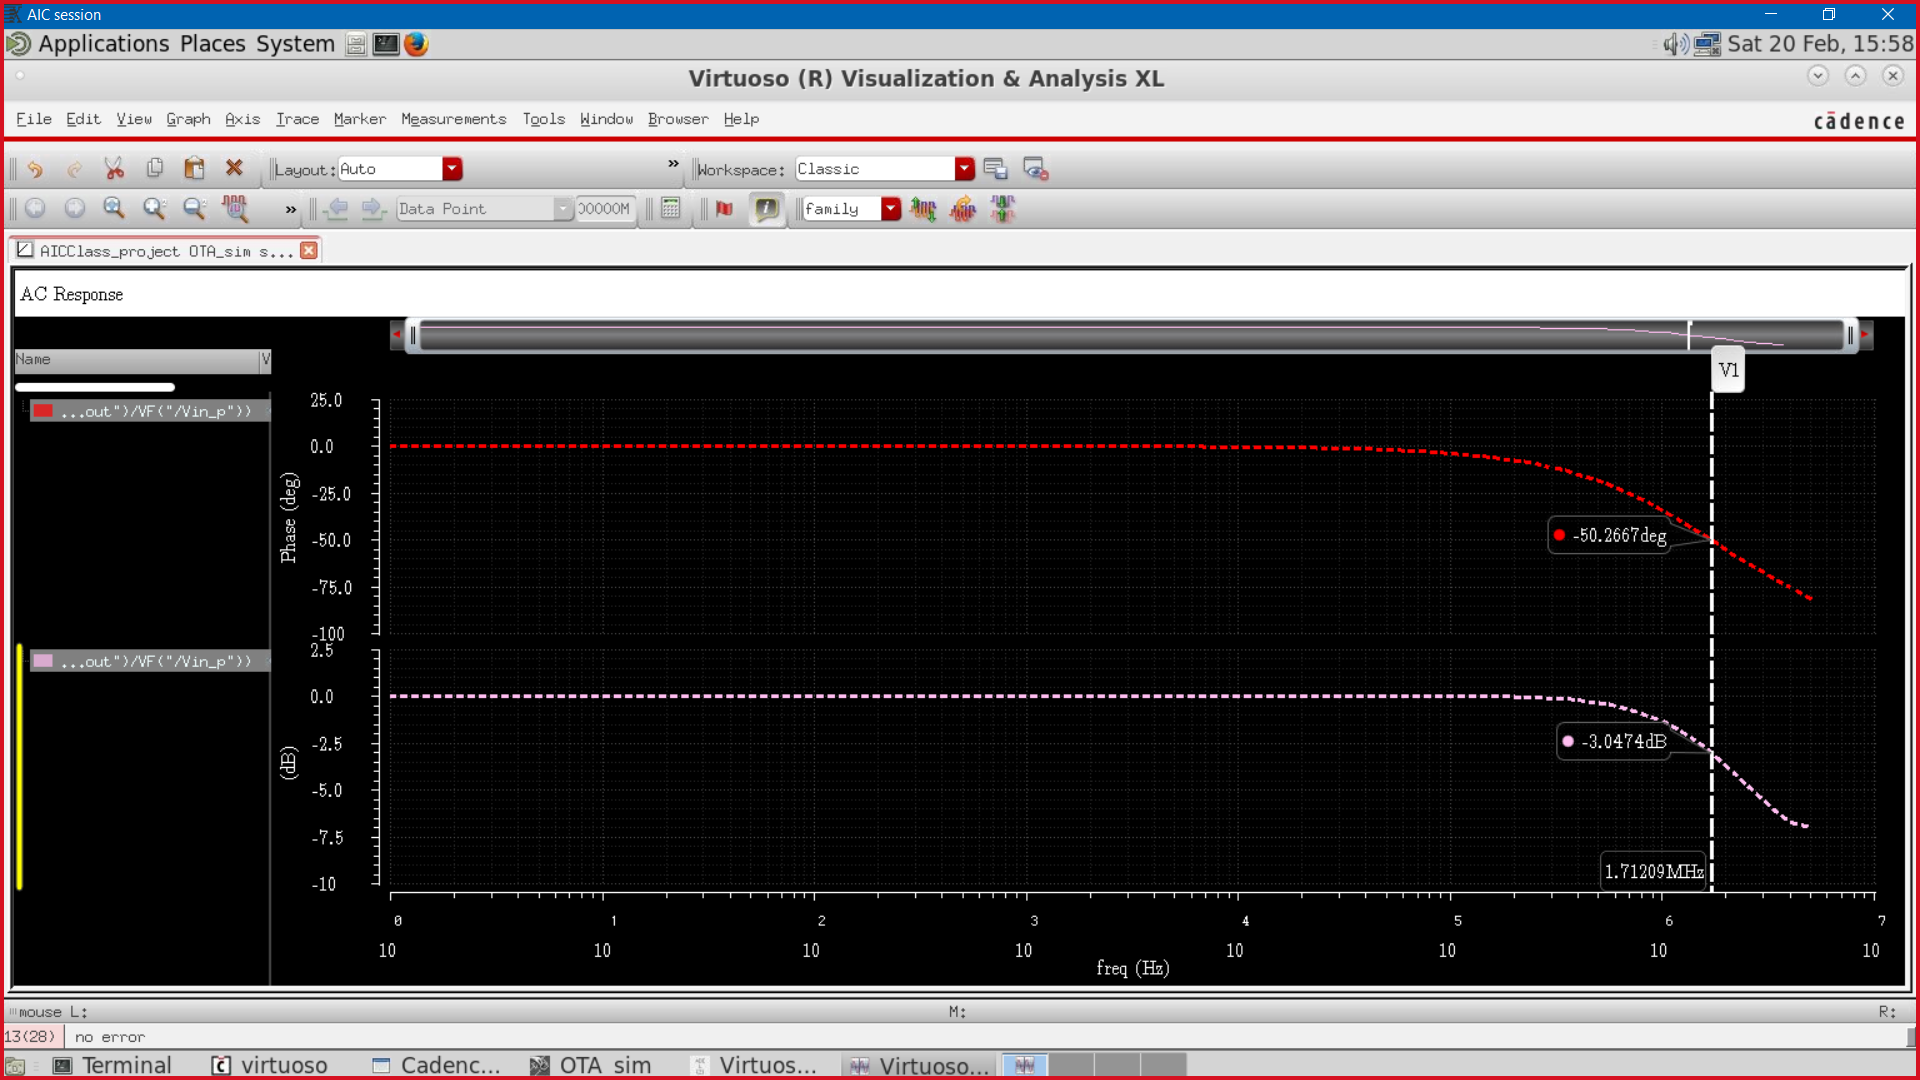 AIC session
Applications Places System
Sat 20 Feb, 15:58
Virtuoso (R) Visualization & Analysis XL
File Edit View Graph Axis Trace Marker Measurements Tools Window Browser Help
cādence
Layout: Auto
» Workspace: Classic
» Data Point 00000M family
AICClass_project OTA_sim s...
AC Response
Name V
V1
...out")/VF("/Vin_p"))
25.0
0.0
-25.0
-50.0
-75.0
-100
Phase (deg)
-50.2667deg
...out")/VF("/Vin_p"))
2.5
0.0
-2.5
-5.0
-7.5
-10
(dB)
-3.0474dB
1.71209MHz
0 1 2 3 4 5 6 7
10 10 10 10 10 10 10 10
freq (Hz)
mouse L: M: R:
13(28) no error
Terminal virtuoso Cadenc... OTA sim Virtuos... Virtuoso...